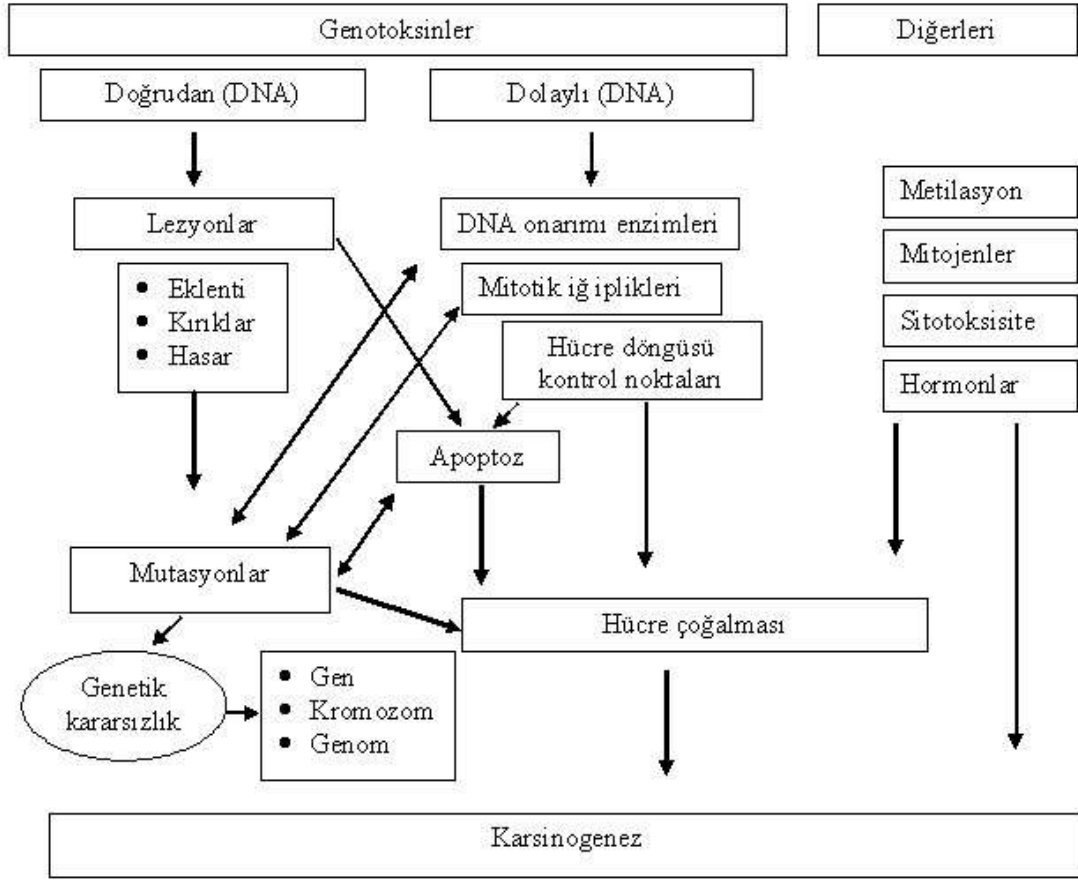 Genotoksinler
Diğerleri
Doğrudan (DNA)
Dolaylı (DNA)
Lezyonlar
DNA onarımı enzimleri
Metilasyon
Eklenti
Kırıklar
Hasar
Mitotik iğ iplikleri
Mitojenler
Hücre döngüsü
kontrol noktaları
Sitotoksisite
Hormonlar
Apoptoz
Mutasyonlar
Hücre çoğalması
Genetik
kararsızlık
Gen
Kromozom
Genom
Karsinogenez